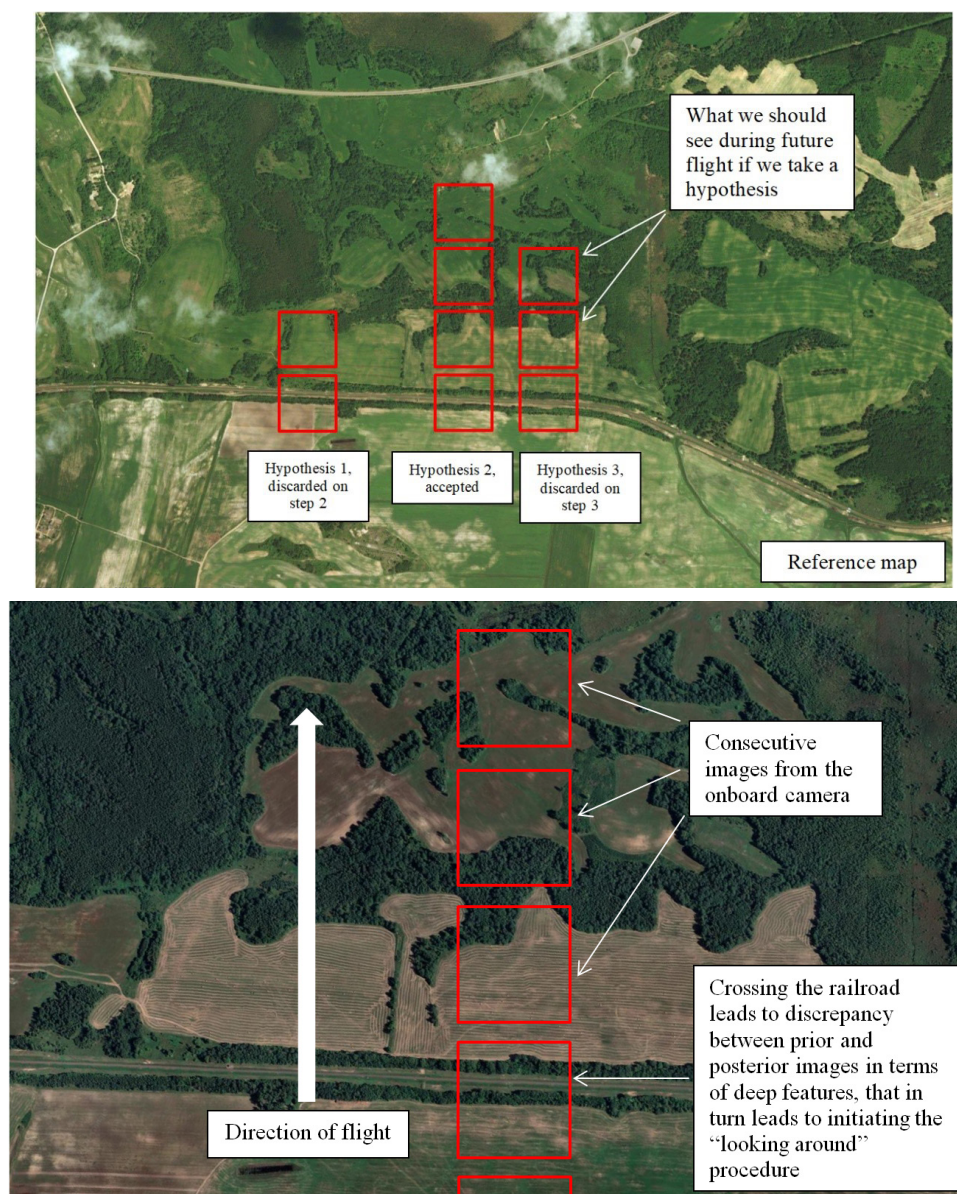 What we should
see during future
flight if we take a
hypothesis
Hypothesis 1,
discarded on
step 2
Hypothesis 2,
accepted
Hypothesis 3,
discarded on
step 3
Reference map
Consecutive
images from the
onboard camera
Crossing the railroad
leads to discrepancy
between prior and
posterior images in terms
of deep features, that in
turn leads to initiating the
“looking around”
procedure
Direction of flight